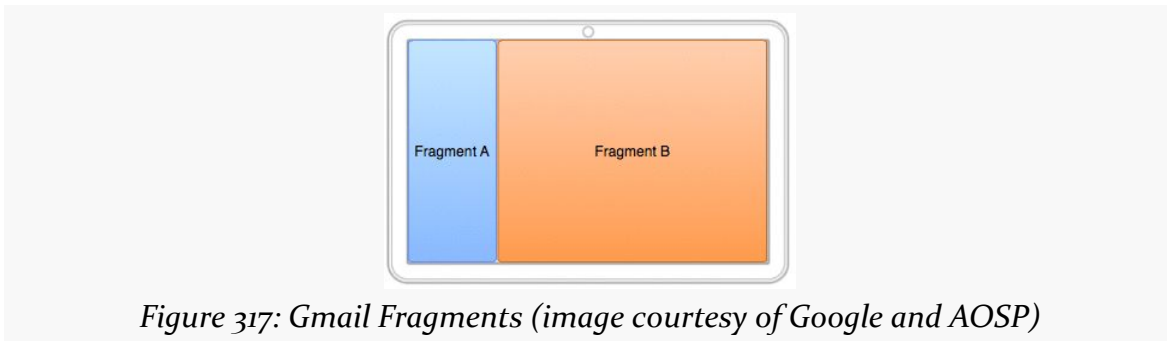 Fragment A
Fragment B
Figure 317: Gmail Fragments (image courtesy of Google and AOSP)